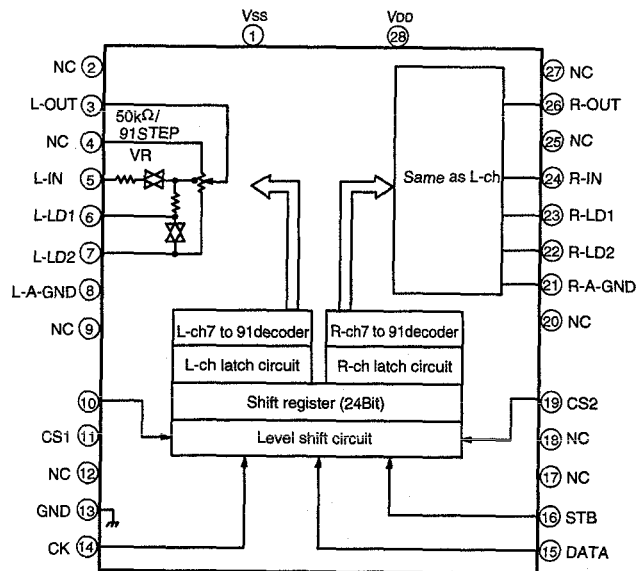 VSS
1
VDD
28
NC 2
L-OUT 3
NC 4
L-IN 5
L-LD1 6
L-LD2 7
L-A-GND 8
NC 9
10
CS1 11
NC 12
GND 13
CK 14
50kΩ/
91STEP
VR
Same as L-ch
L-ch7 to 91decoder
R-ch7 to 91decoder
L-ch latch circuit
R-ch latch circuit
Shift register (24Bit)
Level shift circuit
27 NC
26 R-OUT
25 NC
24 R-IN
23 R-LD1
22 R-LD2
21 R-A-GND
20 NC
19 CS2
18 NC
17 NC
16 STB
15 DATA